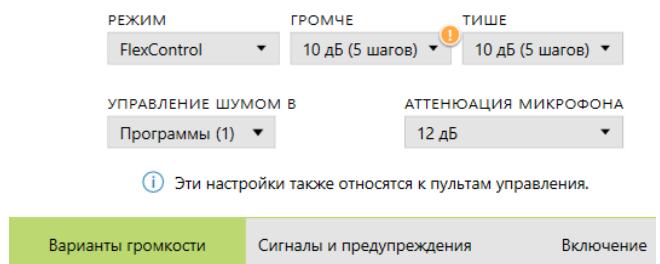 РЕЖИМ ГРОМЧЕ ТИШЕ
FlexControl 10 дБ (5 шагов) ! 10 дБ (5 шагов)
УПРАВЛЕНИЕ ШУМОМ В АТТЕНЮАЦИЯ МИКРОФОНА
Программы (1) 12 дБ
i Эти настройки также относятся к пультам управления.
Варианты громкости Сигналы и предупреждения Включение